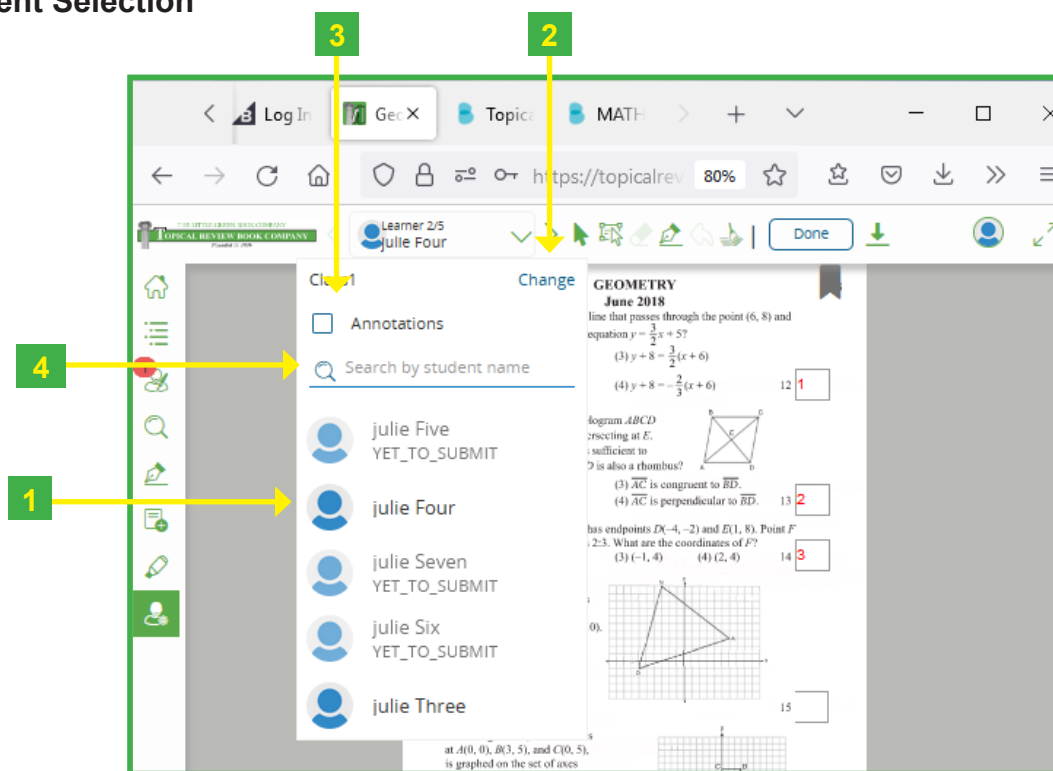 ent Selection
3
2
Log In
Geo
Topica
MATH
https://topicalrev
80%
THE LITTLE GREEN BOOK COMPANY
TOPICAL REVIEW BOOK COMPANY
Learner 2/5
Julie Four
Done
Class1
Change
Annotations
4
Search by student name
julie Five
YET_TO_SUBMIT
1
julie Four
julie Seven
YET_TO_SUBMIT
julie Six
YET_TO_SUBMIT
julie Three
GEOMETRY
June 2018
line that passes through the point (6, 8) and
equation y = 3/2x + 5?
(3) y + 8 = 3/2(x + 6)
(4) y + 8 = −2/3(x + 6) 12 1
logram ABCD
ersecting at E.
sufficient to
D is also a rhombus?
(3) AC is congruent to BD.
(4) AC is perpendicular to BD. 13 2
has endpoints D(−4, −2) and E(1, 8). Point F
2:3. What are the coordinates of F?
(3) (−1, 4) (4) (2, 4) 14 3
0).
15
at A(0, 0), B(3, 5), and C(0, 5),
is graphed on the set of axes